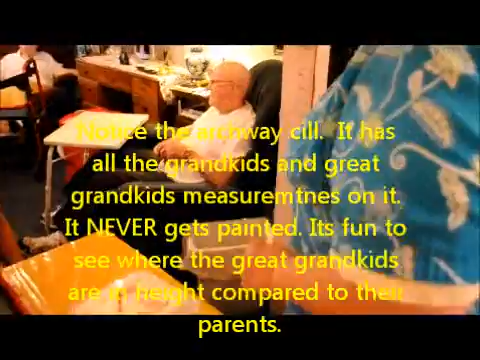 Notice the archway cill. It has
all the grandkids and great
grandkids measuremtnes on it.
It NEVER gets painted. Its fun to
see where the great grandkids
are in height compared to their
parents.